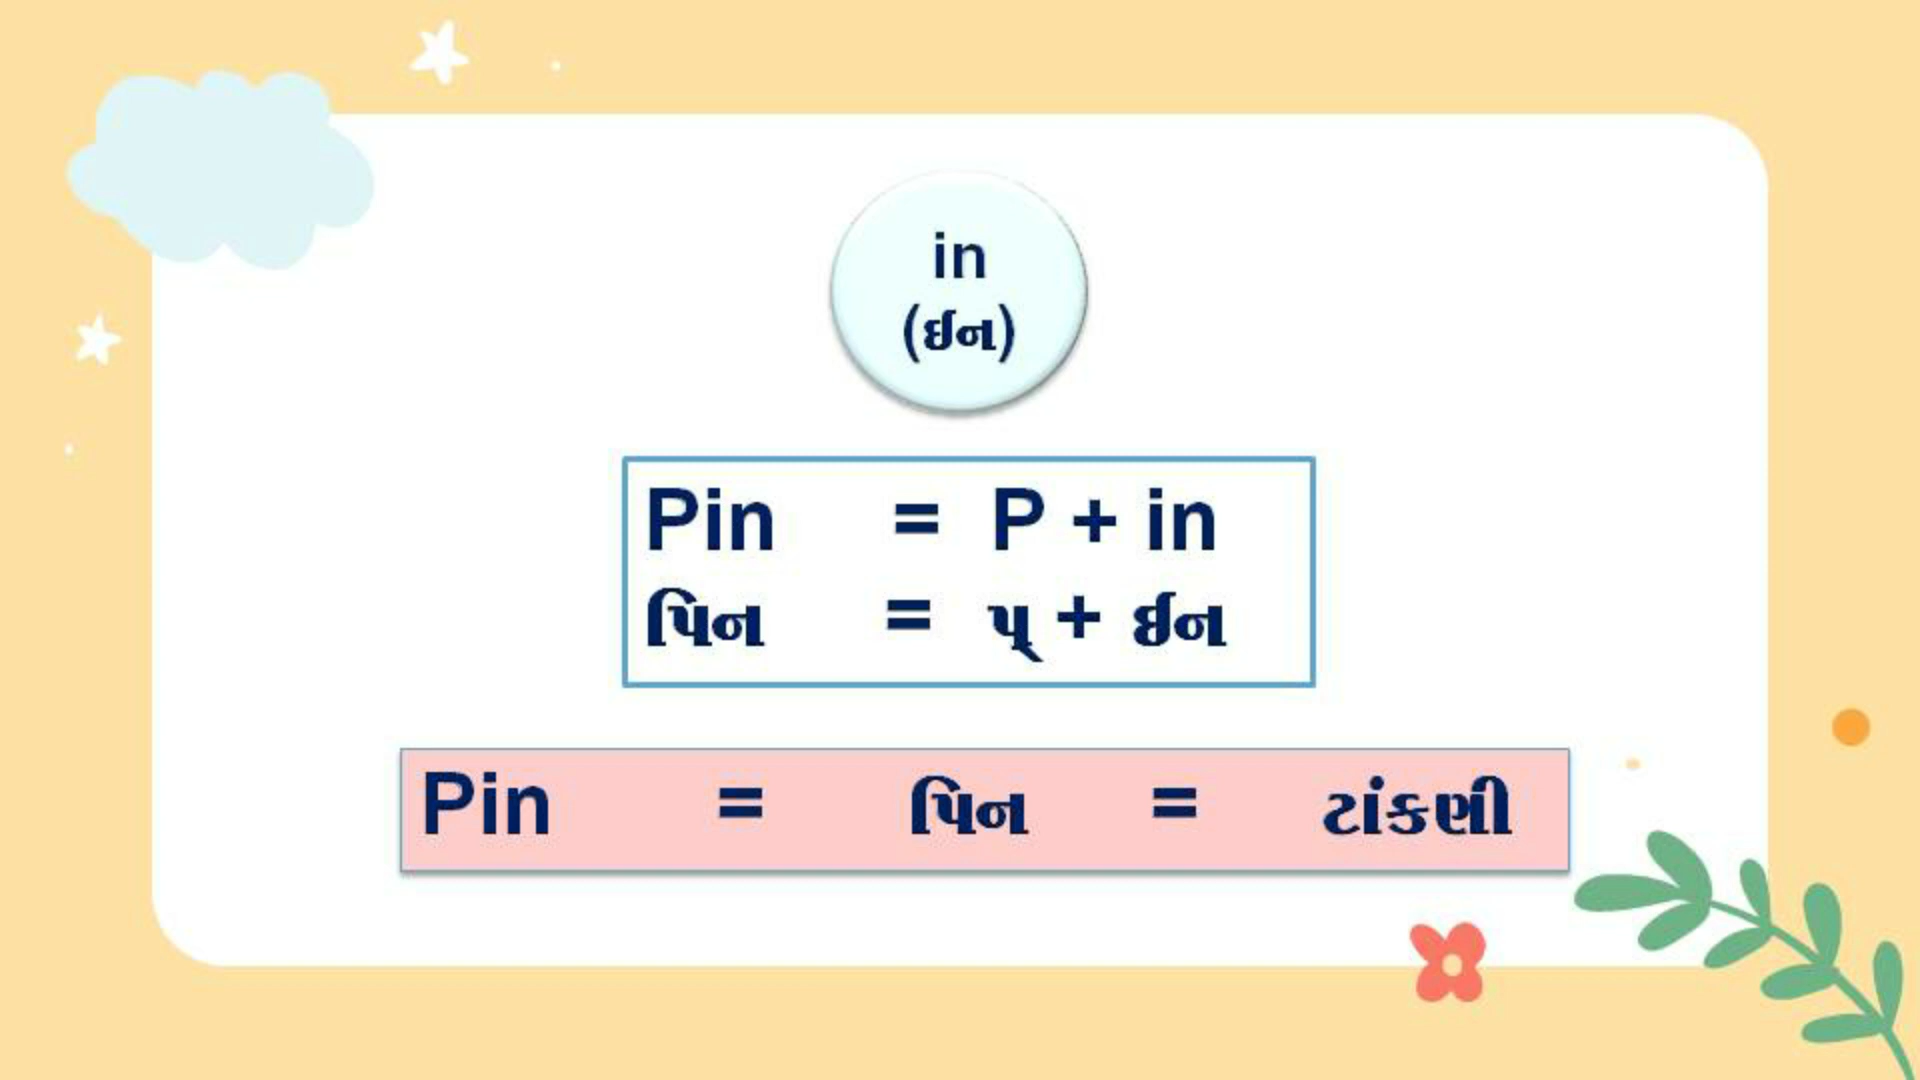 in
(ઈન)
Pin = P + in
પિન = પ્ + ઈન
Pin = પિન = ટાંકણી